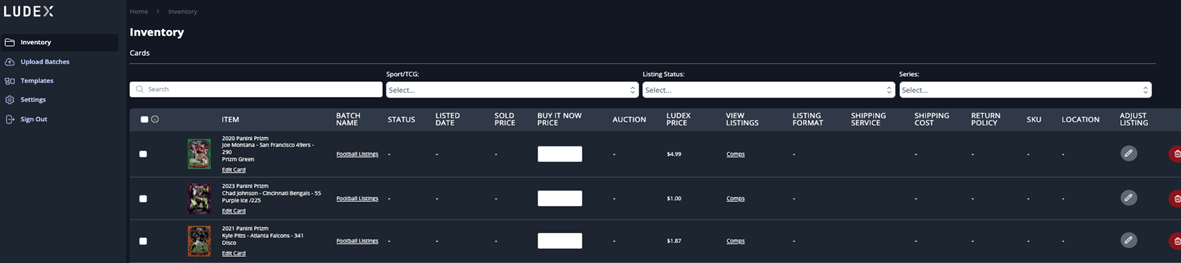 LUDEX
Inventory
Upload Batches
Templates
Settings
Sign Out
Home > Inventory
Inventory
Cards
Sport/TCG: Listing Status: Series:
Search Select... Select... Select...
ITEM BATCH NAME STATUS LISTED DATE SOLD PRICE BUY IT NOW PRICE AUCTION LUDEX PRICE VIEW LISTINGS LISTING FORMAT SHIPPING SERVICE SHIPPING COST RETURN POLICY SKU LOCATION ADJUST LISTING
2020 Panini Prizm
Joe Montana - San Francisco 49ers -
290
Prizm Green
Edit Card
Football Listings - - - - $4.99 Comps - - - - - -
2023 Panini Prizm
Chad Johnson - Cincinnati Bengals - 55
Purple Ice /225
Edit Card
Football Listings - - - - $1.00 Comps - - - - - -
2021 Panini Prizm
Kyle Pitts - Atlanta Falcons - 341
Disco
Edit Card
Football Listings - - - - $1.87 Comps - - - - - -